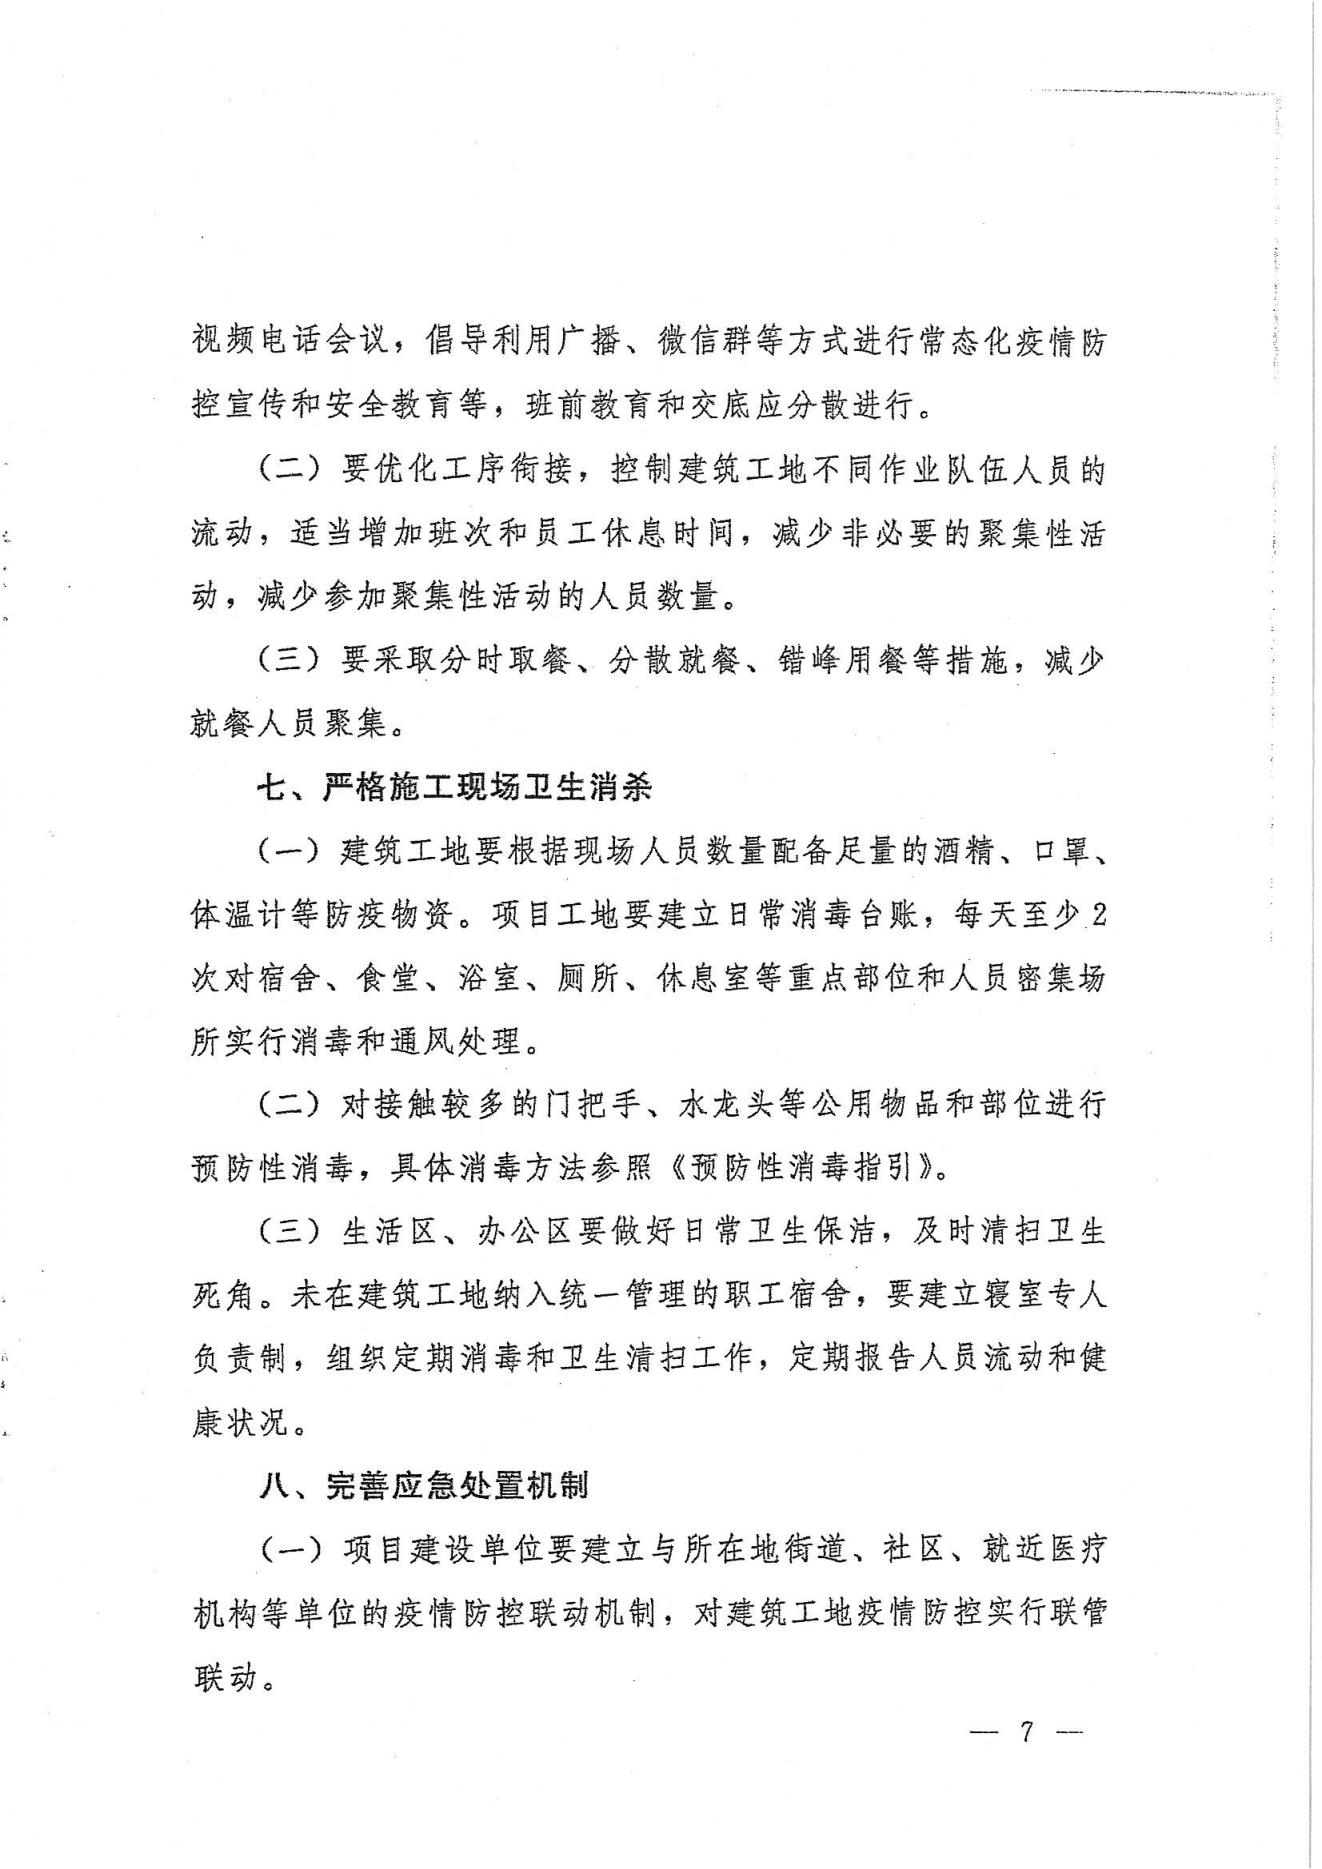 视频电话会议，倡导利用广播、微信群等方式进行常态化疫情防
控宣传和安全教育等，班前教育和交底应分散进行。
（二）要优化工序衔接，控制建筑工地不同作业队伍人员的
流动，适当增加班次和员工休息时间，减少非必要的聚集性活
动，减少参加聚集性活动的人员数量。
（三）要采取分时取餐、分散就餐、错峰用餐等措施，减少
就餐人员聚集。
七、严格施工现场卫生消杀
（一）建筑工地要根据现场人员数量配备足量的酒精、口罩、
体温计等防疫物资。项目工地要建立日常消毒台账，每天至少2
次对宿舍、食堂、浴室、厕所、休息室等重点部位和人员密集场
所实行消毒和通风处理。
（二）对接触较多的门把手、水龙头等公用物品和部位进行
预防性消毒，具体消毒方法参照《预防性消毒指引》。
（三）生活区、办公区要做好日常卫生保洁，及时清扫卫生
死角。未在建筑工地纳入统一管理的职工宿舍，要建立寝室专人
负责制，组织定期消毒和卫生清扫工作，定期报告人员流动和健
康状况。
八、完善应急处置机制
（一）项目建设单位要建立与所在地街道、社区、就近医疗
机构等单位的疫情防控联动机制，对建筑工地疫情防控实行联管
联动。
— 7 —